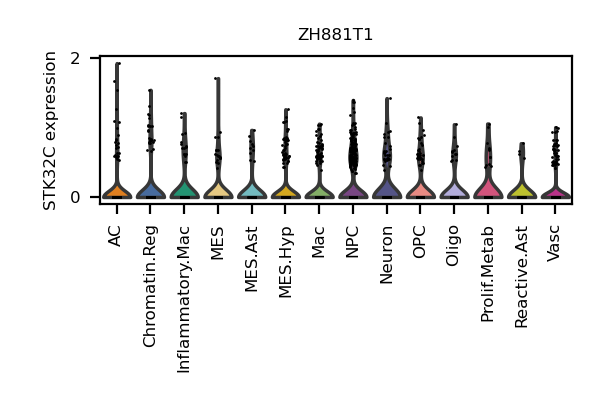 ZH881T1
STK32C expression
2
0
AC
Chromatin.Reg
Inflammatory.Mac
MES
MES.Ast
MES.Hyp
Mac
NPC
Neuron
OPC
Oligo
Prolif.Metab
Reactive.Ast
Vasc